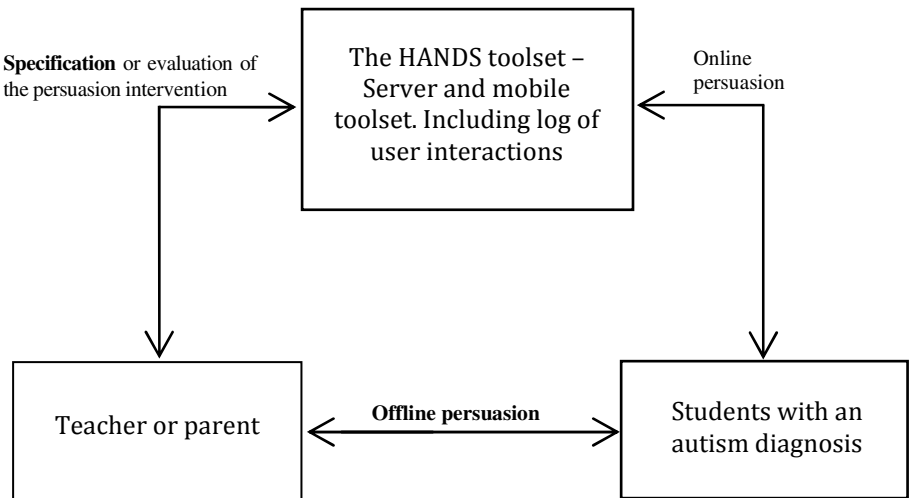 Specification or evaluation of
the persuasion intervention
The HANDS toolset –
Server and mobile
toolset. Including log of
user interactions
Online
persuasion
Teacher or parent
Offline persuasion
Students with an
autism diagnosis